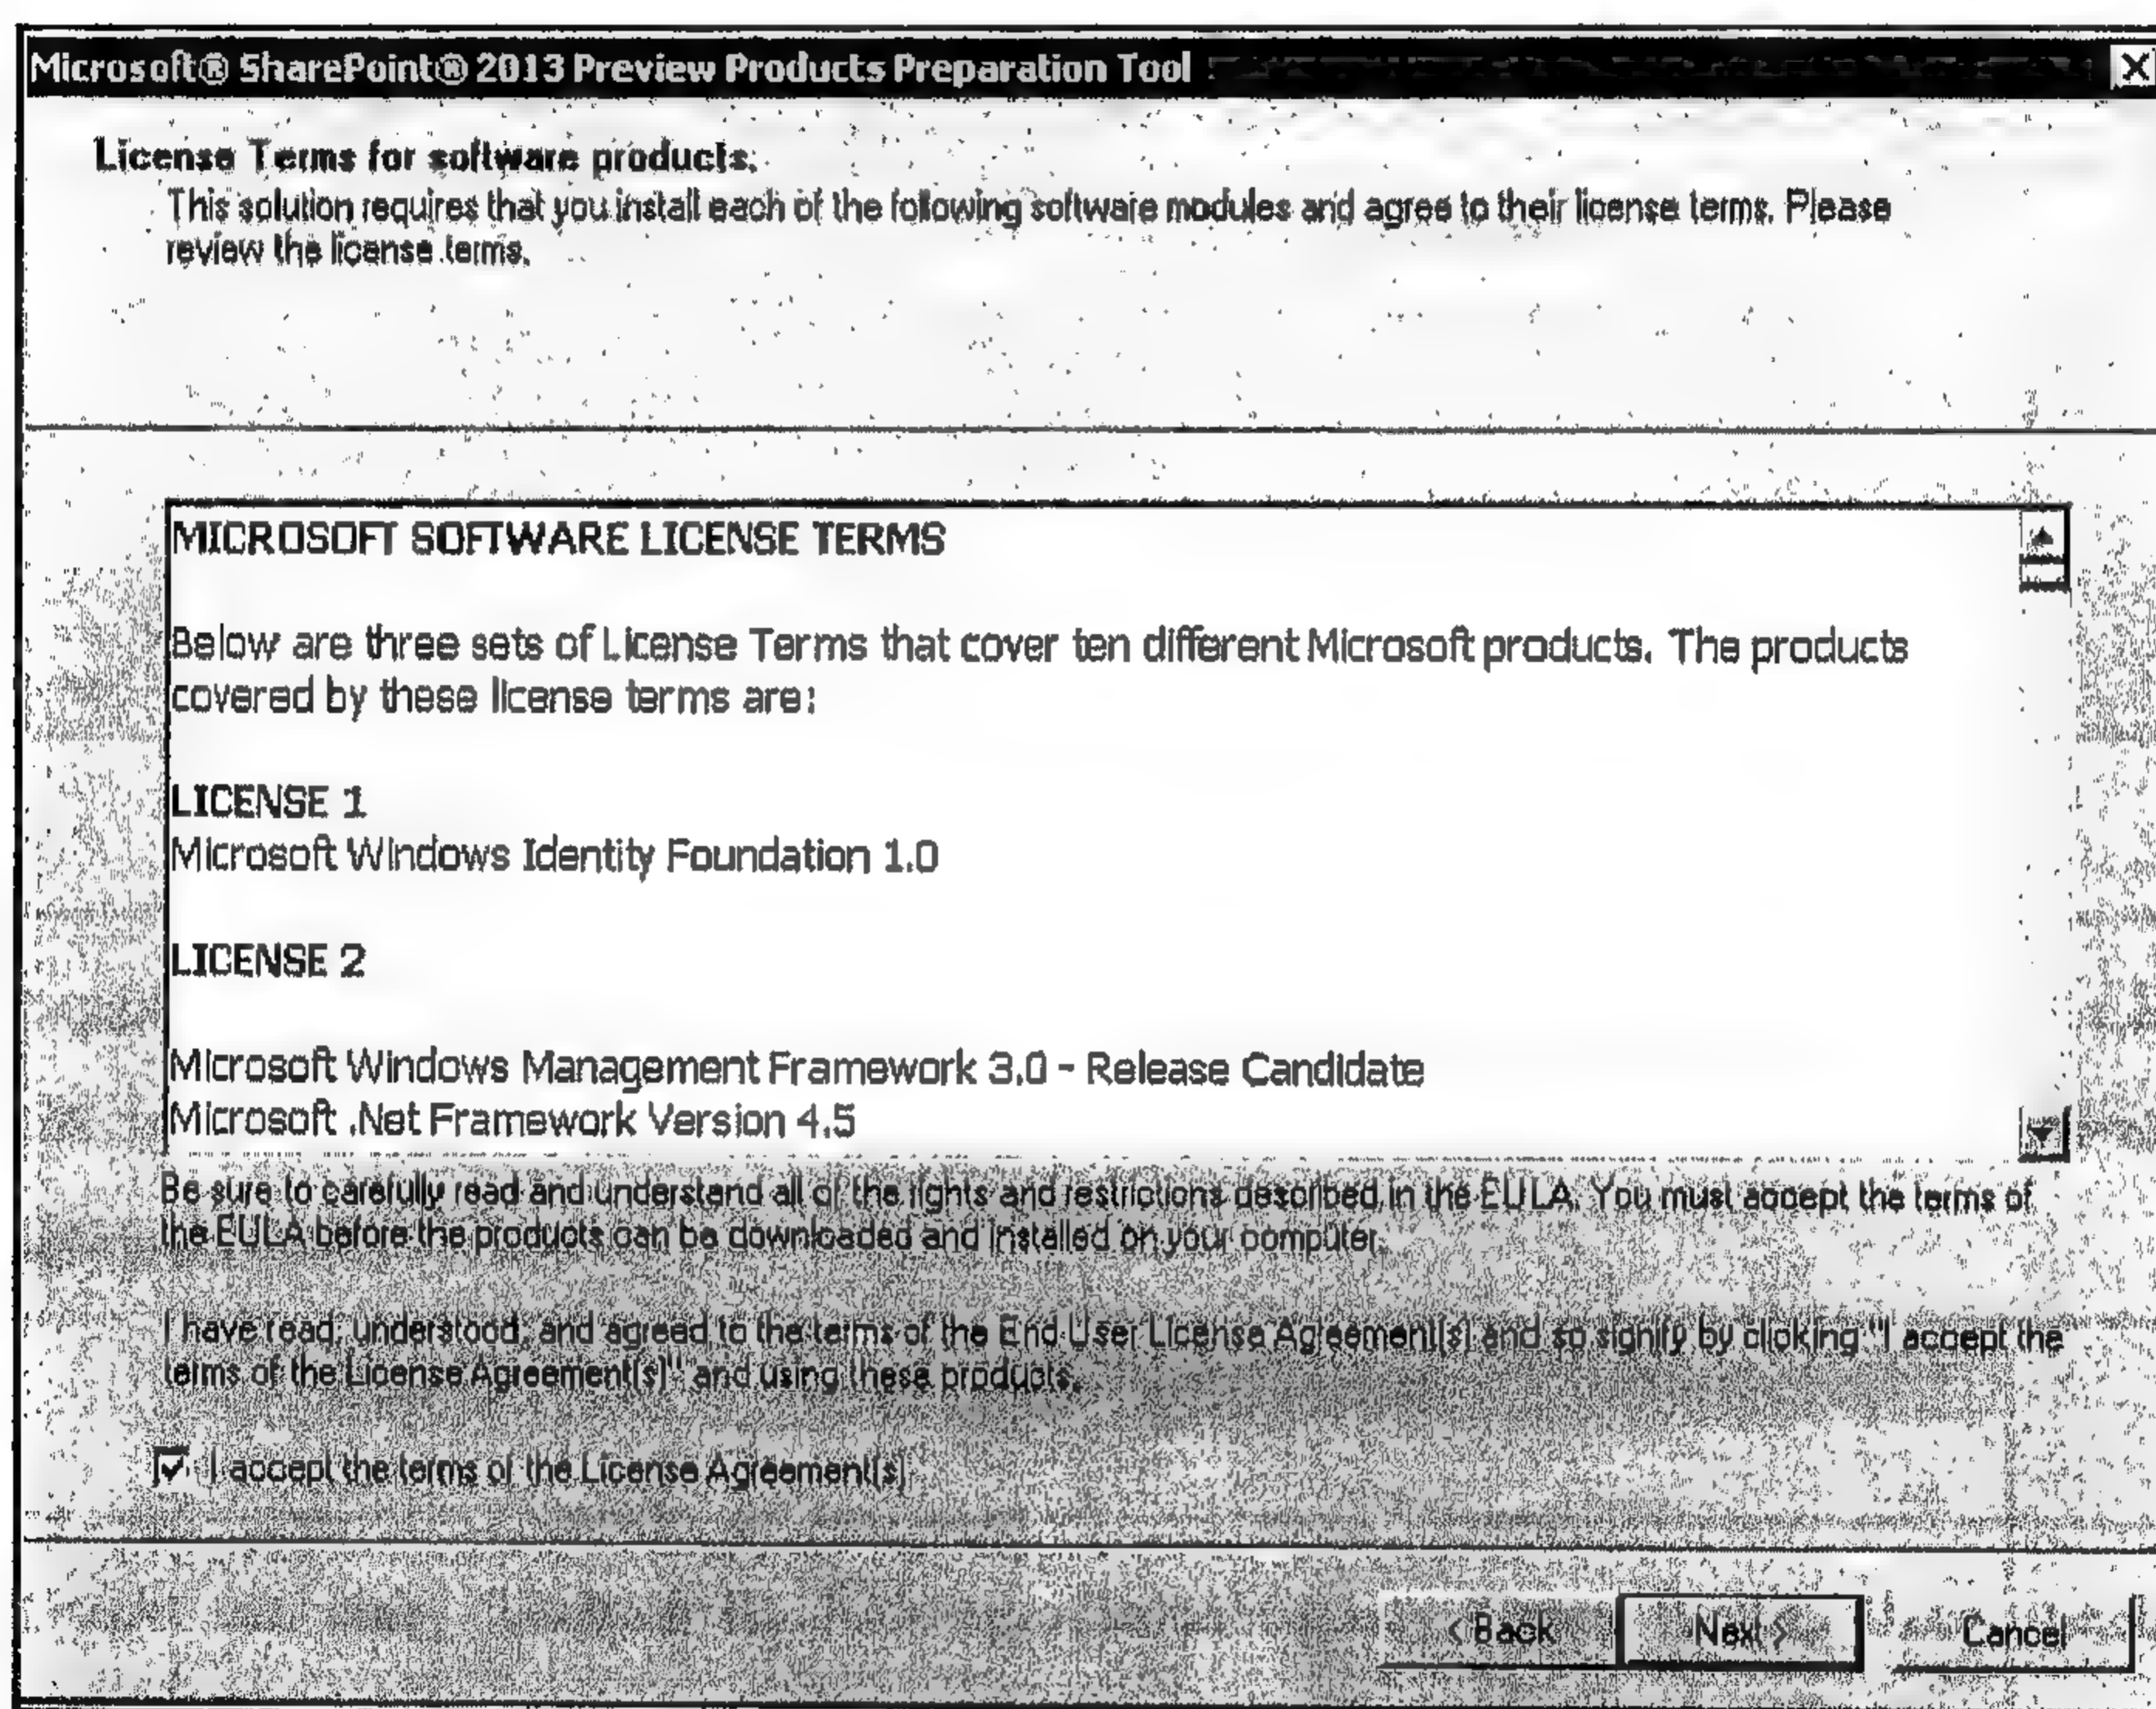 Microsoft® SharePoint® 2013 Preview Products Preparation Tool
License Terms for software products.
This solution requires that you install each of the following software modules and agree to their license terms. Please
review the license terms.
MICROSOFT SOFTWARE LICENSE TERMS
Below are three sets of License Terms that cover ten different Microsoft products. The products
covered by these license terms are:
LICENSE 1
Microsoft Windows Identity Foundation 1.0
LICENSE 2
Microsoft Windows Management Framework 3.0 - Release Candidate
Microsoft .Net Framework Version 4.5
Be sure to carefully read and understand all of the rights and restrictions described in the EULA. You must accept the terms of
the EULA before the products can be downloaded and installed on your computer.
I have read, understood, and agreed to the terms of the End User License Agreement(s) and so signify by clicking "I accept the
terms of the License Agreement(s)" and using these products.
I accept the terms of the License Agreement(s)
< Back Next > Cancel